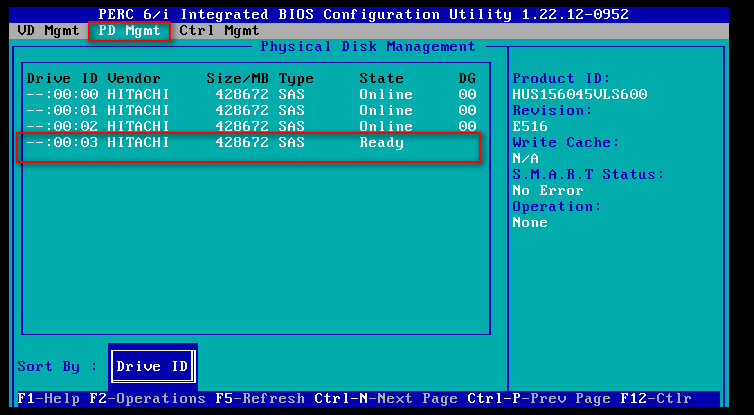 PERC 6/i Integrated BIOS Configuration Utility 1.22.12-0952
VD Mgmt PD Mgmt Ctrl Mgmt
Physical Disk Management
Drive ID Vendor Size/MB Type State DG
--:00:00 HITACHI 428672 SAS Online 00
--:00:01 HITACHI 428672 SAS Online 00
--:00:02 HITACHI 428672 SAS Online 00
--:00:03 HITACHI 428672 SAS Ready
Product ID:
HUS156045VLS600
Revision:
E516
Write Cache:
N/A
S.M.A.R.T Status:
No Error
Operation:
None
Sort By : Drive ID
F1-Help F2-Operations F5-Refresh Ctrl-N-Next Page Ctrl-P-Prev Page F12-Ctlr